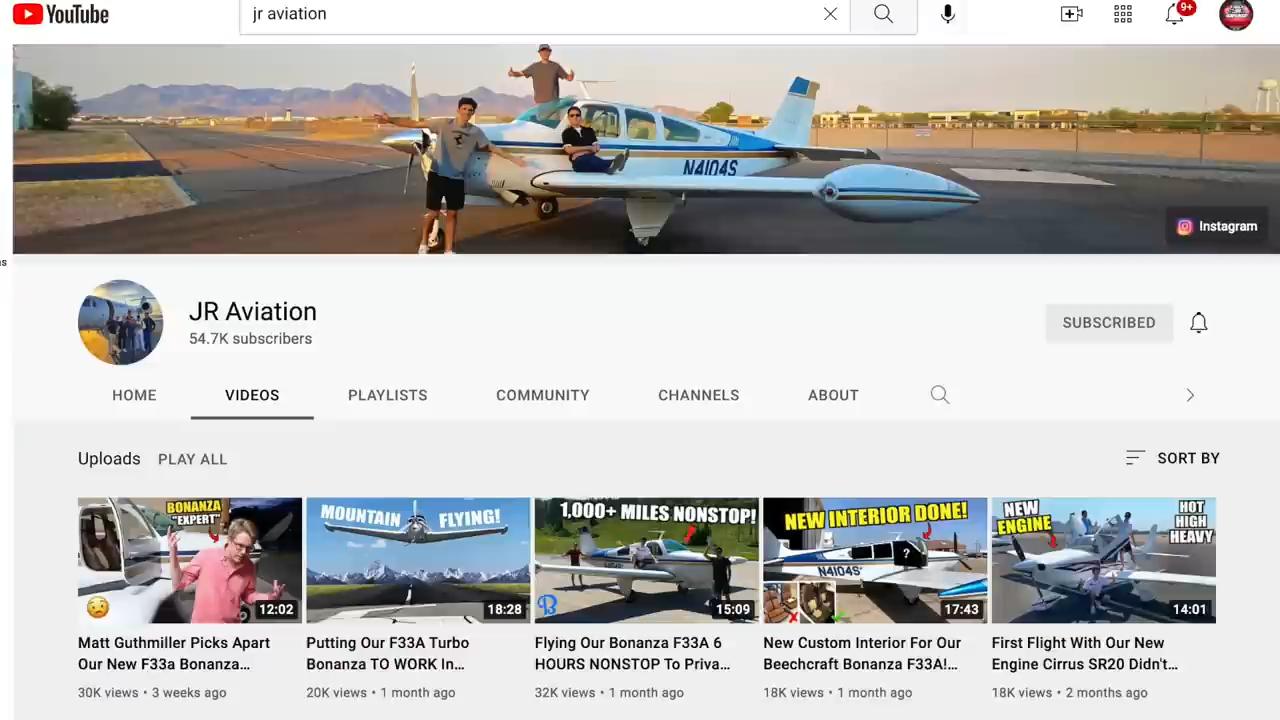 YouTube
jr aviation
9+
N4104S
Instagram
as
JR Aviation
54.7K subscribers
SUBSCRIBED
HOME VIDEOS PLAYLISTS COMMUNITY CHANNELS ABOUT
Uploads PLAY ALL
SORT BY
BONANZA
"EXPERT"
12:02
MOUNTAIN FLYING!
18:28
1,000+ MILES NONSTOP!
B
15:09
NEW INTERIOR DONE!
?
N4104S
17:43
NEW
ENGINE
HOT
HIGH
HEAVY
14:01
Matt Guthmiller Picks Apart
Our New F33a Bonanza...
30K views • 3 weeks ago
Putting Our F33A Turbo
Bonanza TO WORK In...
20K views • 1 month ago
Flying Our Bonanza F33A 6
HOURS NONSTOP To Priva...
32K views • 1 month ago
New Custom Interior For Our
Beechcraft Bonanza F33A!...
18K views • 1 month ago
First Flight With Our New
Engine Cirrus SR20 Didn't...
18K views • 2 months ago